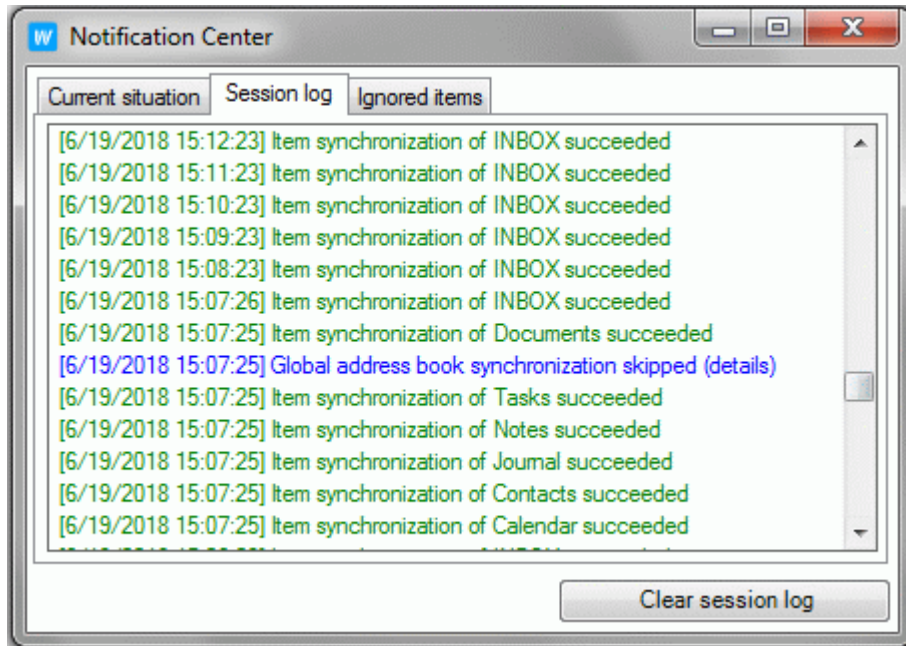 W Notification Center
Current situation Session log Ignored items
[6/19/2018 15:12:23] Item synchronization of INBOX succeeded
[6/19/2018 15:11:23] Item synchronization of INBOX succeeded
[6/19/2018 15:10:23] Item synchronization of INBOX succeeded
[6/19/2018 15:09:23] Item synchronization of INBOX succeeded
[6/19/2018 15:08:23] Item synchronization of INBOX succeeded
[6/19/2018 15:07:26] Item synchronization of INBOX succeeded
[6/19/2018 15:07:25] Item synchronization of Documents succeeded
[6/19/2018 15:07:25] Global address book synchronization skipped (details)
[6/19/2018 15:07:25] Item synchronization of Tasks succeeded
[6/19/2018 15:07:25] Item synchronization of Notes succeeded
[6/19/2018 15:07:25] Item synchronization of Journal succeeded
[6/19/2018 15:07:25] Item synchronization of Contacts succeeded
[6/19/2018 15:07:25] Item synchronization of Calendar succeeded
Clear session log